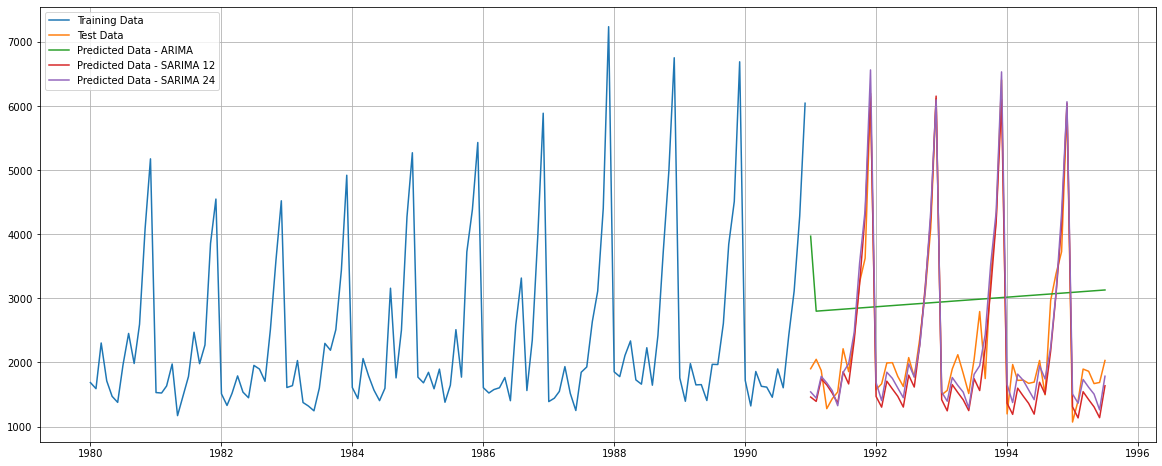 Training Data
Test Data
Predicted Data - ARIMA
Predicted Data - SARIMA 12
Predicted Data - SARIMA 24
7000
6000
5000
4000
3000
2000
1000
1980 1982 1984 1986 1988 1990 1992 1994 1996